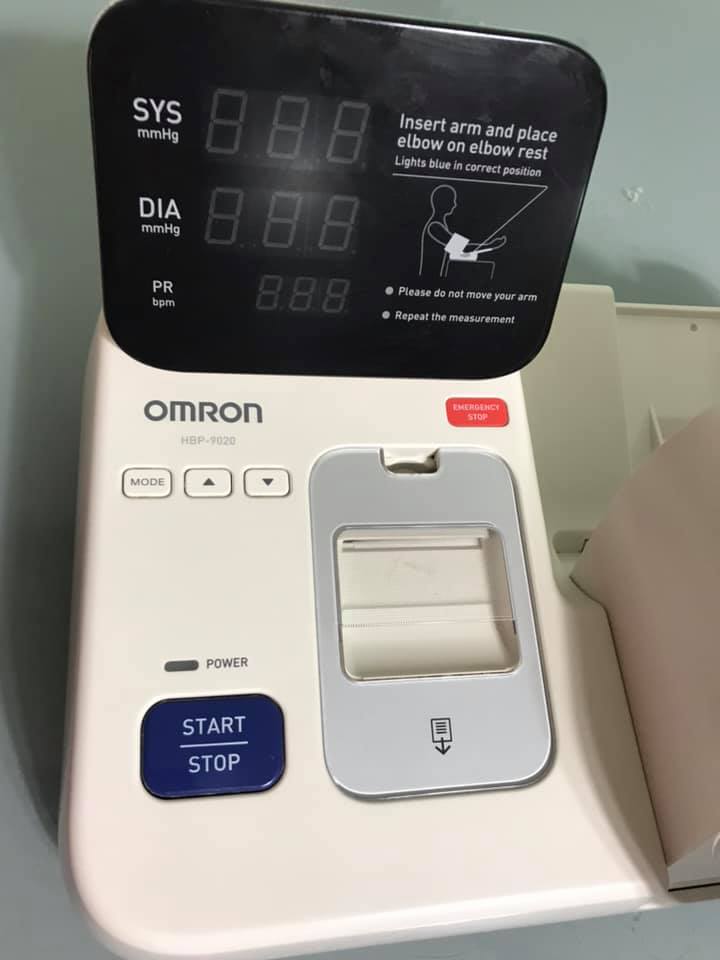 SYS
mmHg
DIA
mmHg
PR
bpm
Insert arm and place
elbow on elbow rest
Lights blue in correct position
Please do not move your arm
Repeat the measurement
OMRON
HBP-9020
EMERGENCY
STOP
MODE
POWER
START
STOP